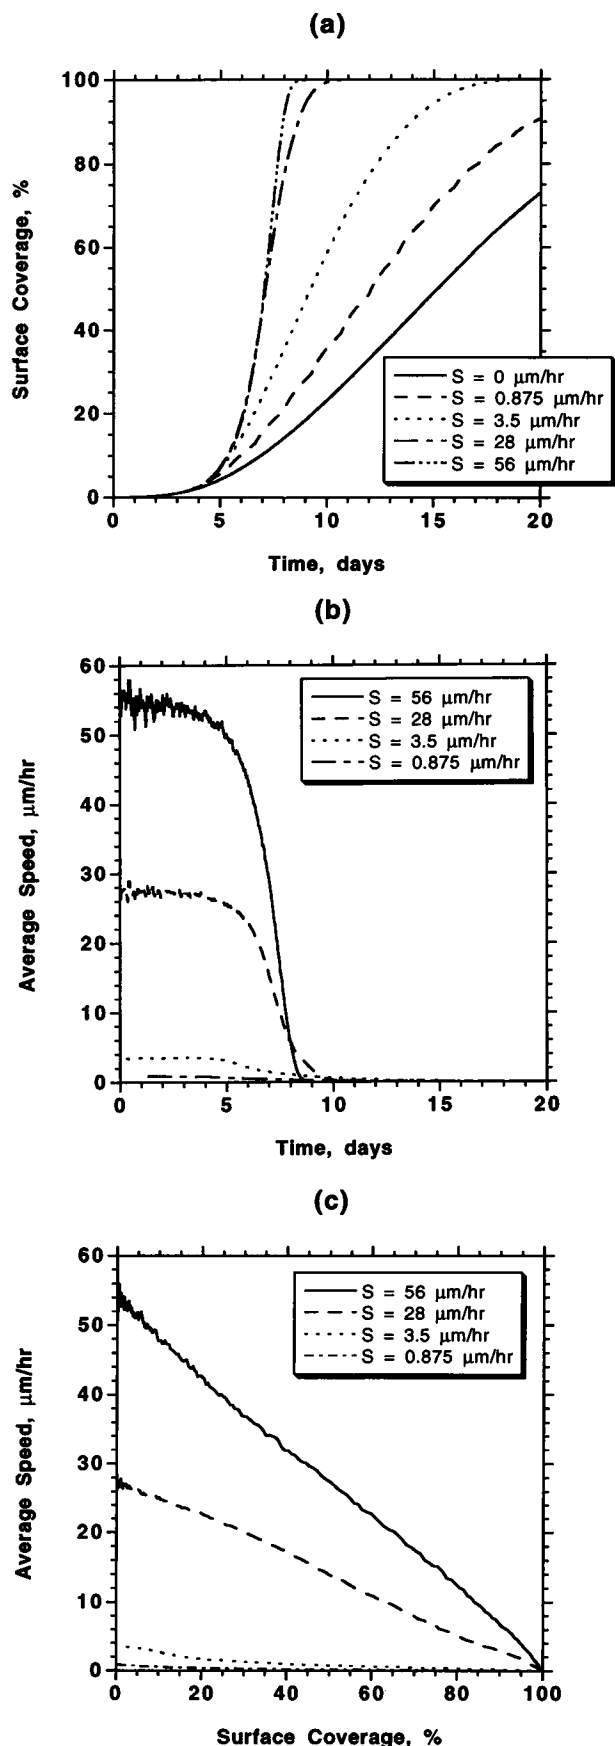 (a)
100
80
60
40
20
0
Surface Coverage, %
S = 0 μm/hr
S = 0.875 μm/hr
S = 3.5 μm/hr
S = 28 μm/hr
S = 56 μm/hr
0 5 10 15 20
Time, days
(b)
60
50
40
30
20
10
0
Average Speed, μm/hr
S = 56 μm/hr
S = 28 μm/hr
S = 3.5 μm/hr
S = 0.875 μm/hr
0 5 10 15 20
Time, days
(c)
60
50
40
30
20
10
0
Average Speed, μm/hr
S = 56 μm/hr
S = 28 μm/hr
S = 3.5 μm/hr
S = 0.875 μm/hr
0 20 40 60 80 100
Surface Coverage, %